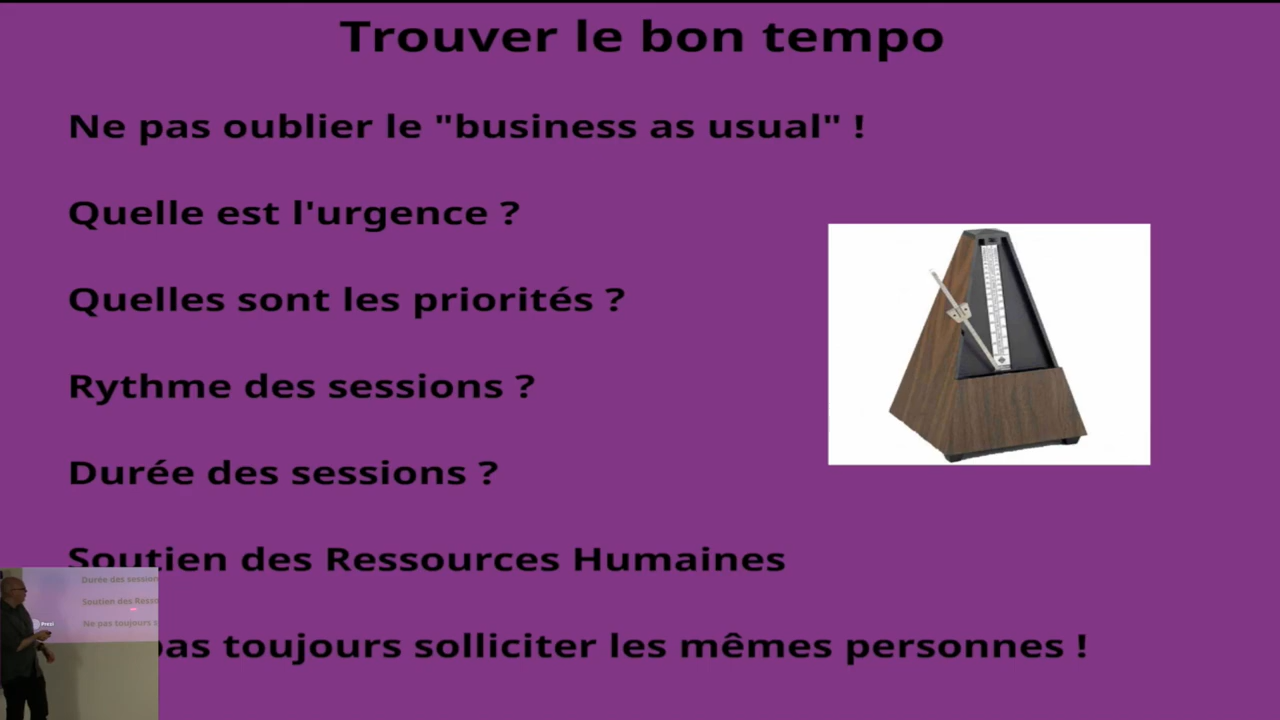 Trouver le bon tempo
Ne pas oublier le "business as usual" !
Quelle est l'urgence ?
Quelles sont les priorités ?
Rythme des sessions ?
Durée des sessions ?
Soutien des Ressources Humaines
pas toujours solliciter les mêmes personnes !
Durée des session
Soutien des Resso
Prezi
Ne pas toujours s